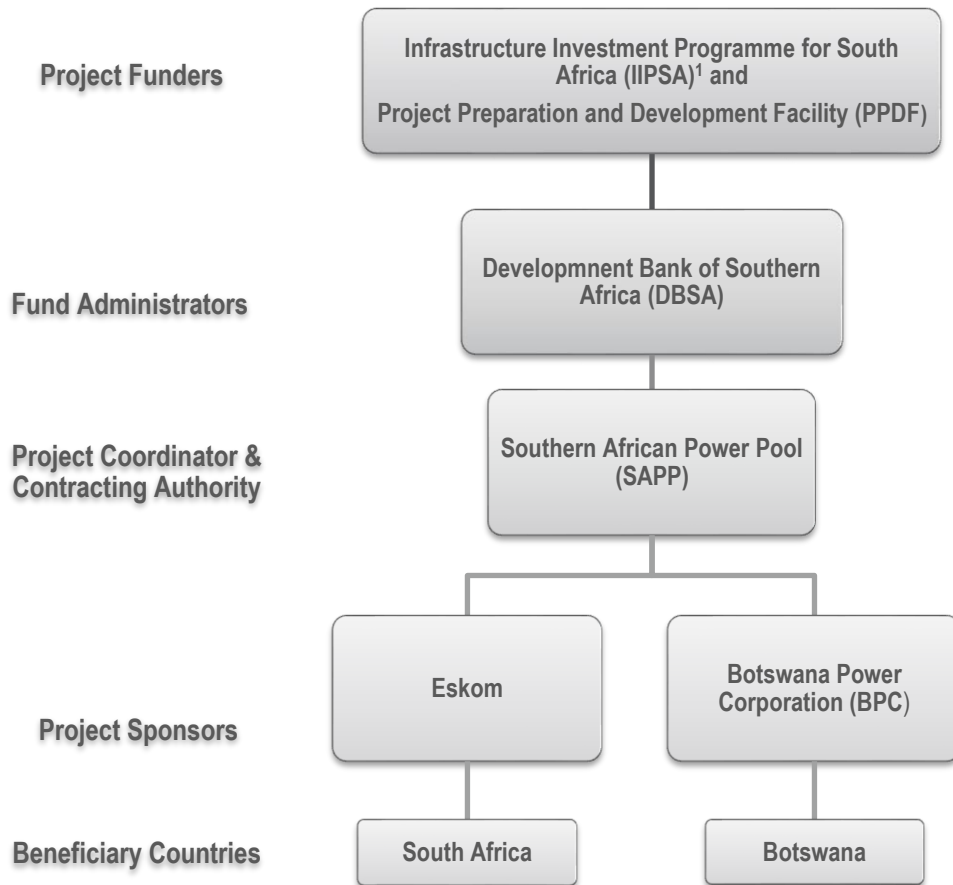 Project Funders
Infrastructure Investment Programme for South
Africa (IIPSA)¹ and
Project Preparation and Development Facility (PPDF)
Fund Administrators
Developmnent Bank of Southern
Africa (DBSA)
Project Coordinator &
Contracting Authority
Southern African Power Pool
(SAPP)
Project Sponsors
Eskom
Botswana Power
Corporation (BPC)
Beneficiary Countries
South Africa
Botswana